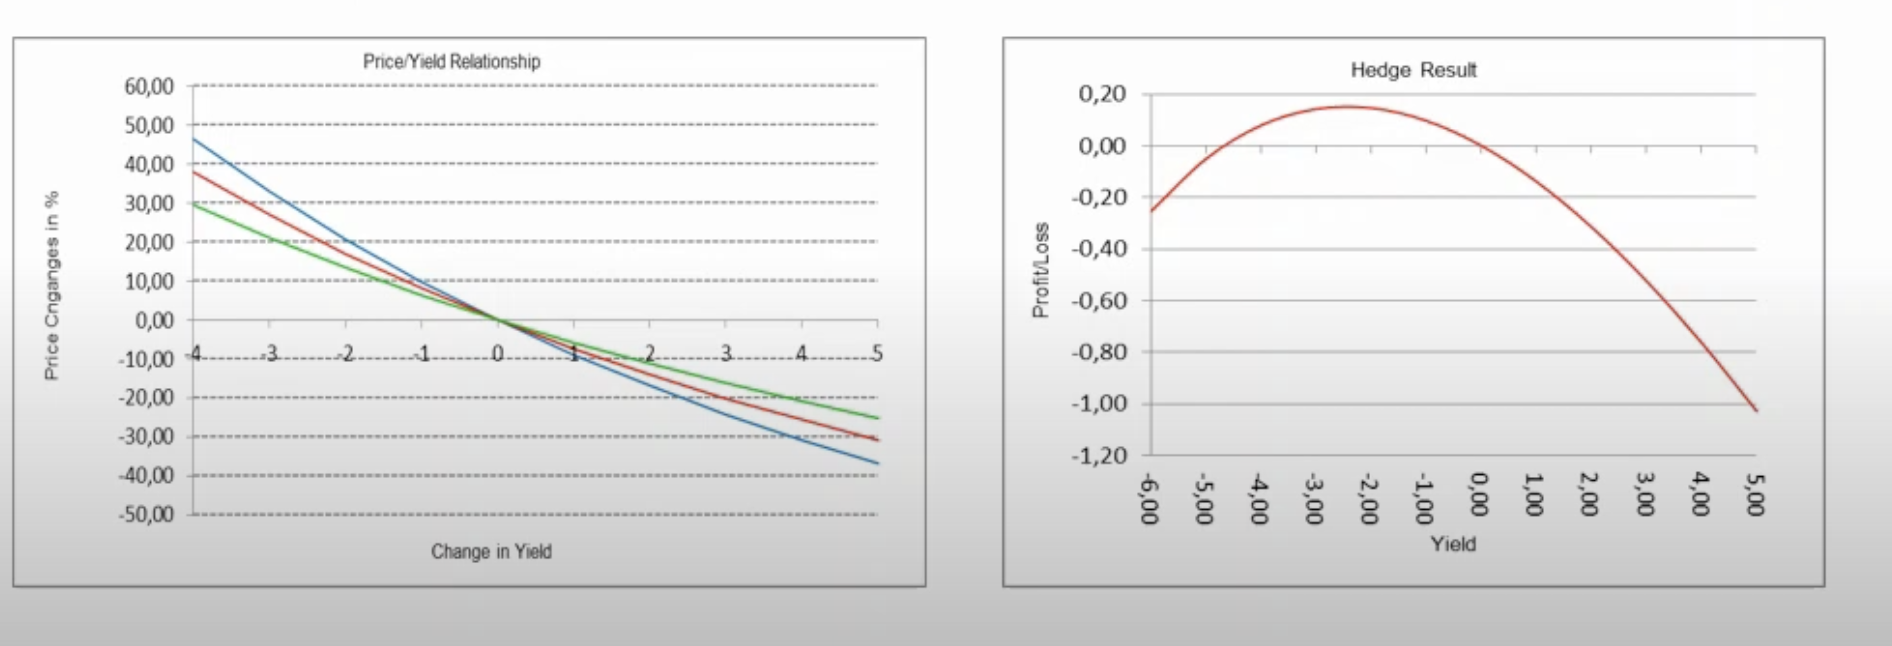 Price/Yield Relationship
60,00
50,00
40,00
30,00
20,00
10,00
0,00
-10,00
-20,00
-30,00
-40,00
-50,00
-4 -3 -2 -1 0 1 2 3 4 5
Price Cnganges in %
Change in Yield
Hedge Result
0,20
0,00
-0,20
-0,40
-0,60
-0,80
-1,00
-1,20
Profit/Loss
-6,00 -5,00 -4,00 -3,00 -2,00 -1,00 0,00 1,00 2,00 3,00 4,00 5,00
Yield